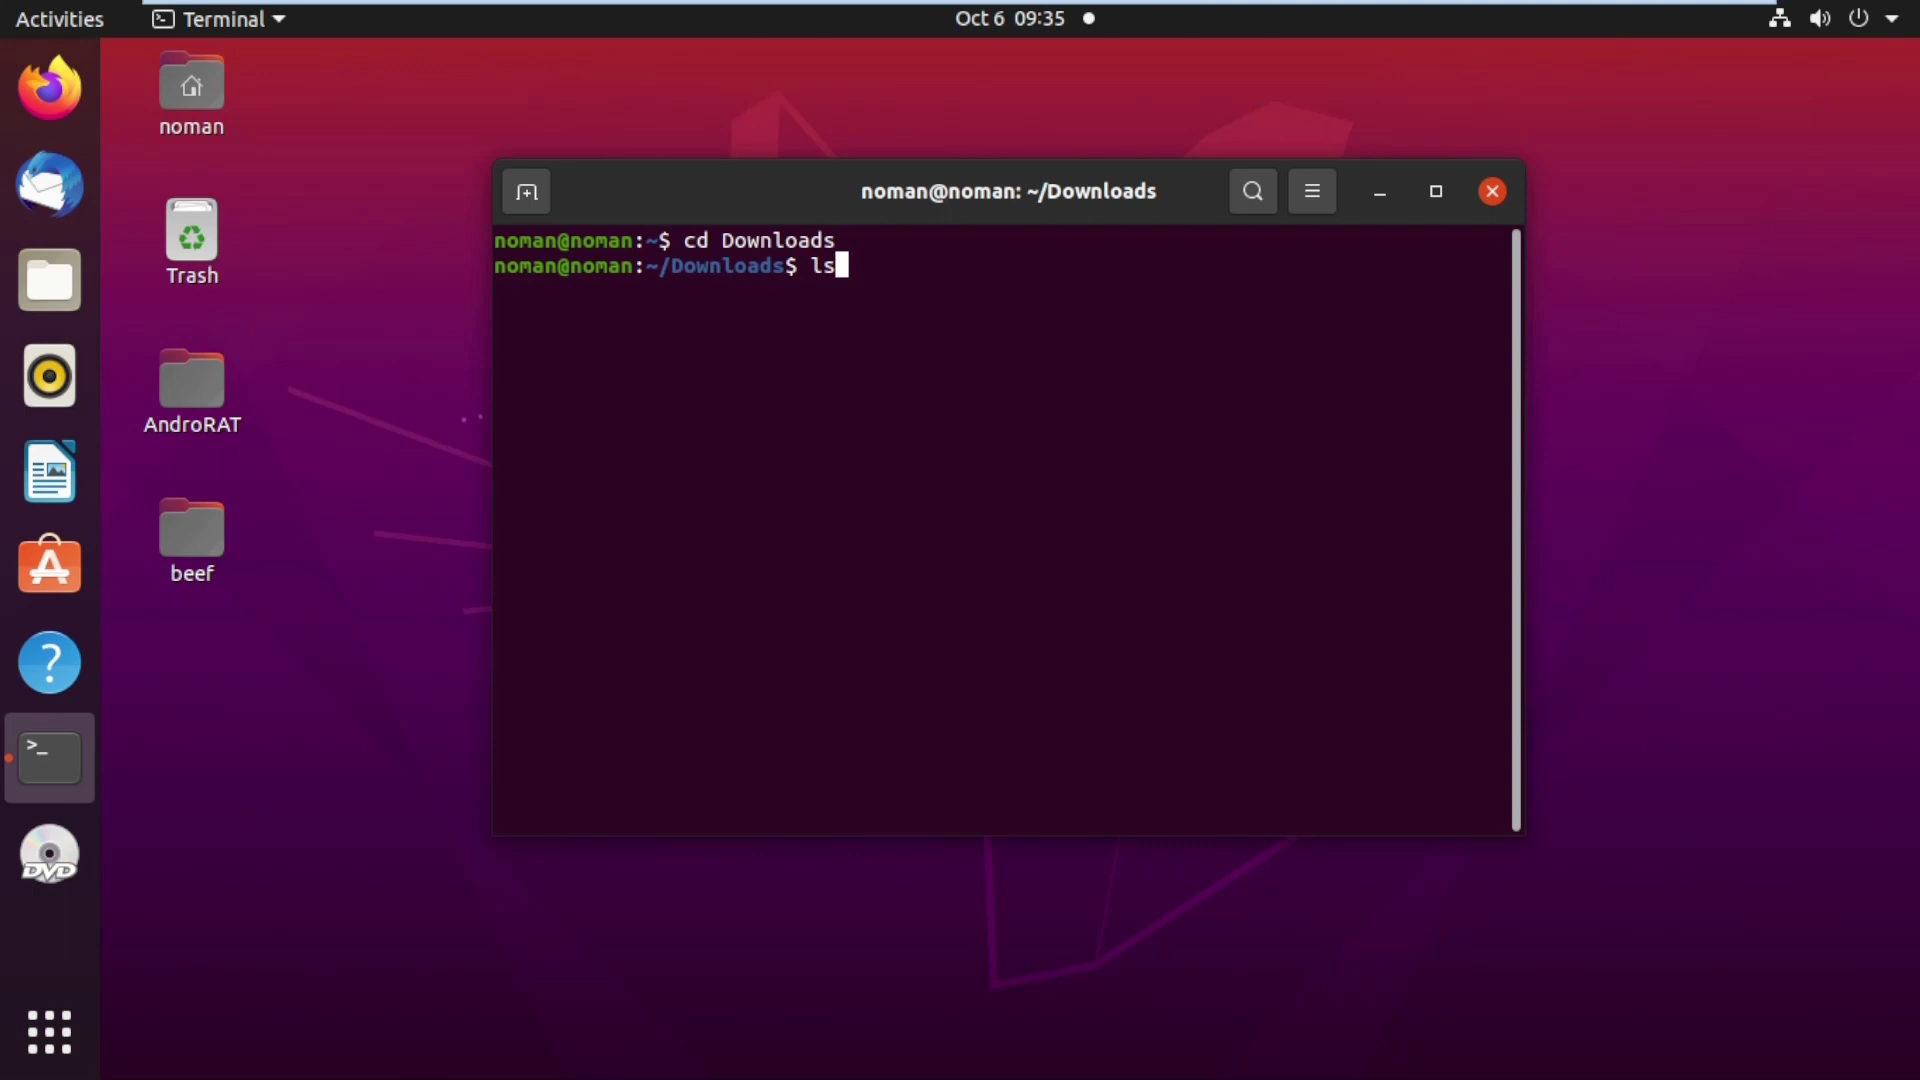 Activities
Terminal
Oct 6 09:35
noman
Trash
AndroRAT
beef
DVD
noman@noman: ~/Downloads
noman@noman:~$ cd Downloads
noman@noman:~/Downloads$ ls